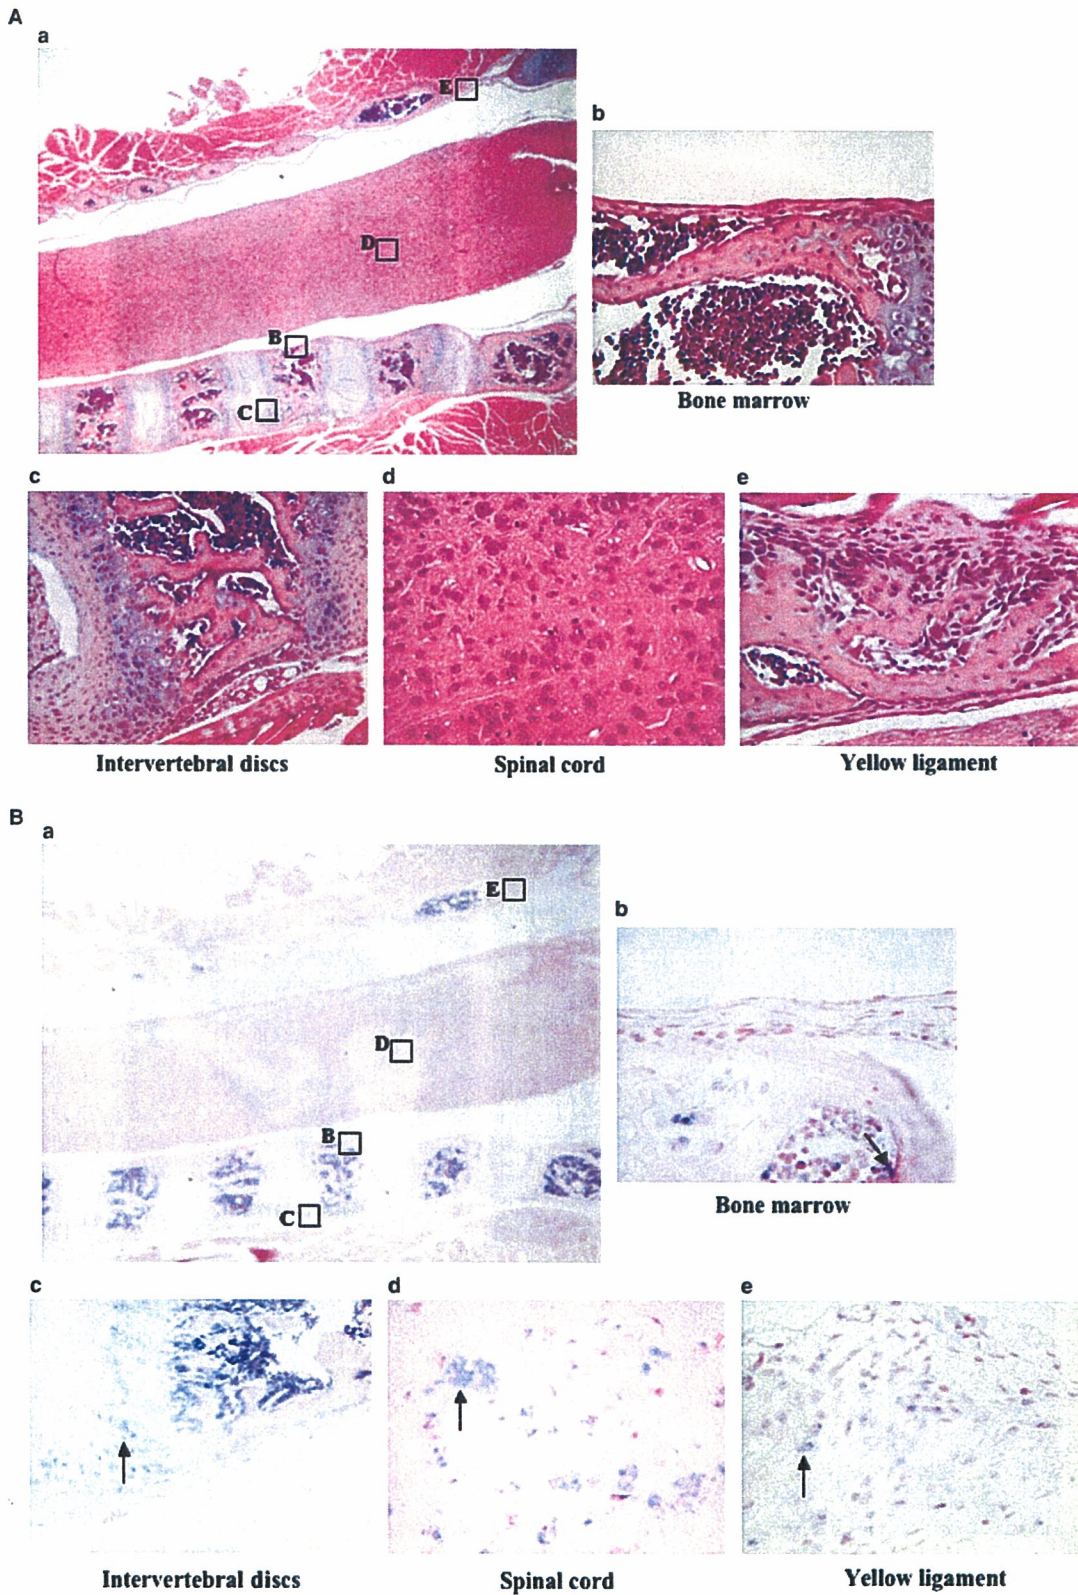 A
a
E
D
B
C
b
Bone marrow
c
Intervertebral discs
d
Spinal cord
e
Yellow ligament
B
a
E
D
B
C
b
Bone marrow
c
Intervertebral discs
d
Spinal cord
e
Yellow ligament